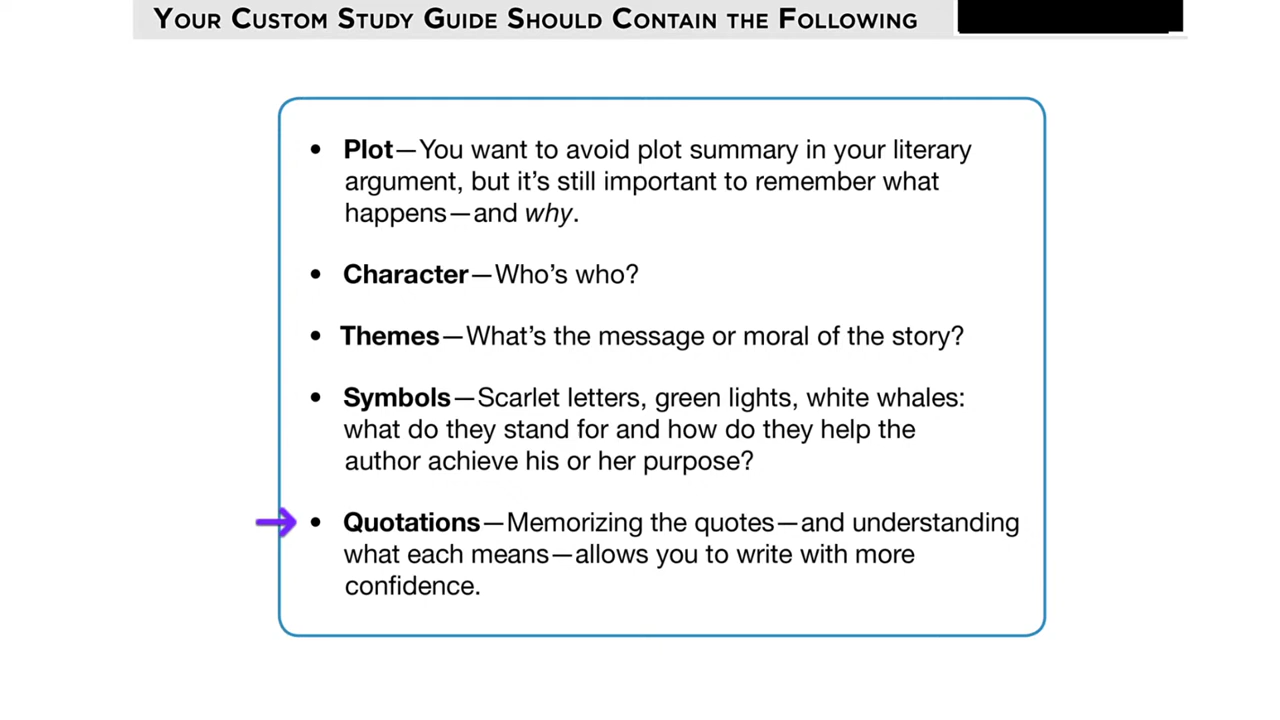 YOUR CUSTOM STUDY GUIDE SHOULD CONTAIN THE FOLLOWING
• Plot—You want to avoid plot summary in your literary
argument, but it’s still important to remember what
happens—and why.
• Character—Who’s who?
• Themes—What’s the message or moral of the story?
• Symbols—Scarlet letters, green lights, white whales:
what do they stand for and how do they help the
author achieve his or her purpose?
• Quotations—Memorizing the quotes—and understanding
what each means—allows you to write with more
confidence.